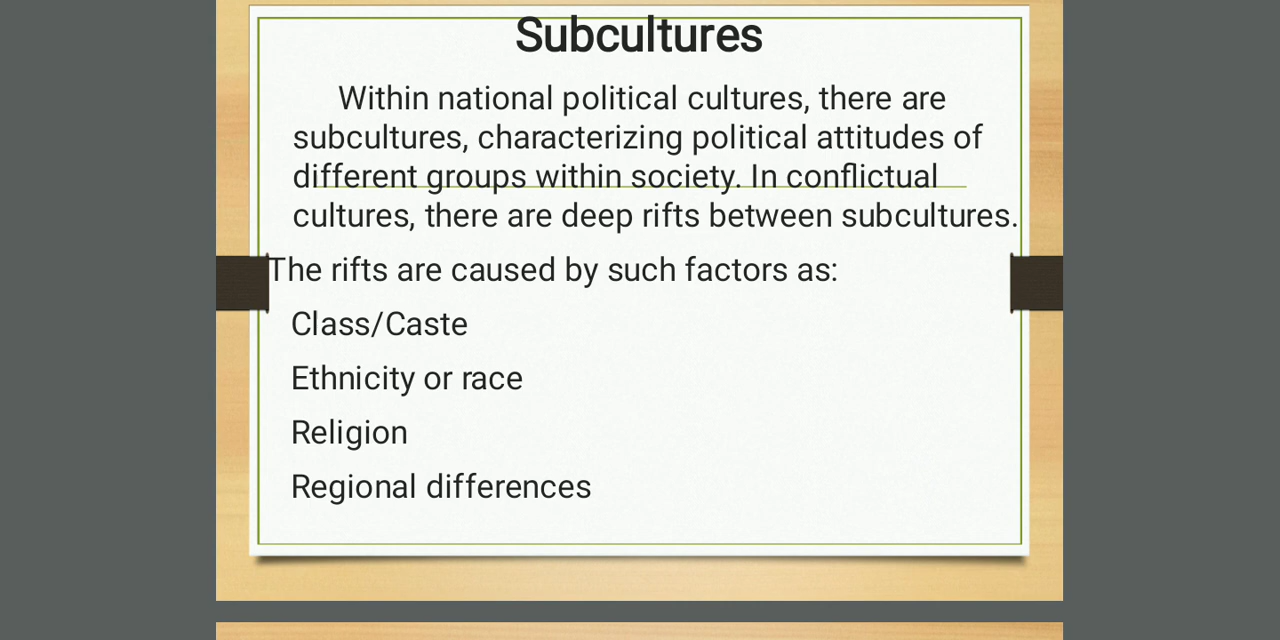 Subcultures
Within national political cultures, there are
subcultures, characterizing political attitudes of
different groups within society. In conflictual
cultures, there are deep rifts between subcultures.
The rifts are caused by such factors as:
Class/Caste
Ethnicity or race
Religion
Regional differences